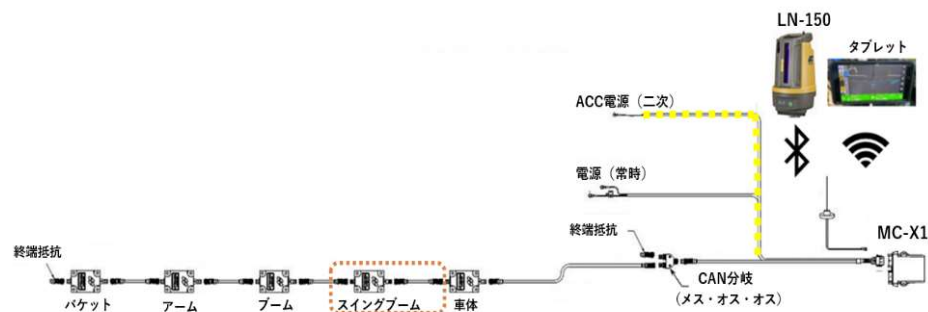 LN-150
タブレット
ACC電源（二次）
電源（常時）
MC-X1
終端抵抗
終端抵抗
CAN分岐
（メス・オス・オス）
バケット
アーム
ブーム
スイングブーム
車体